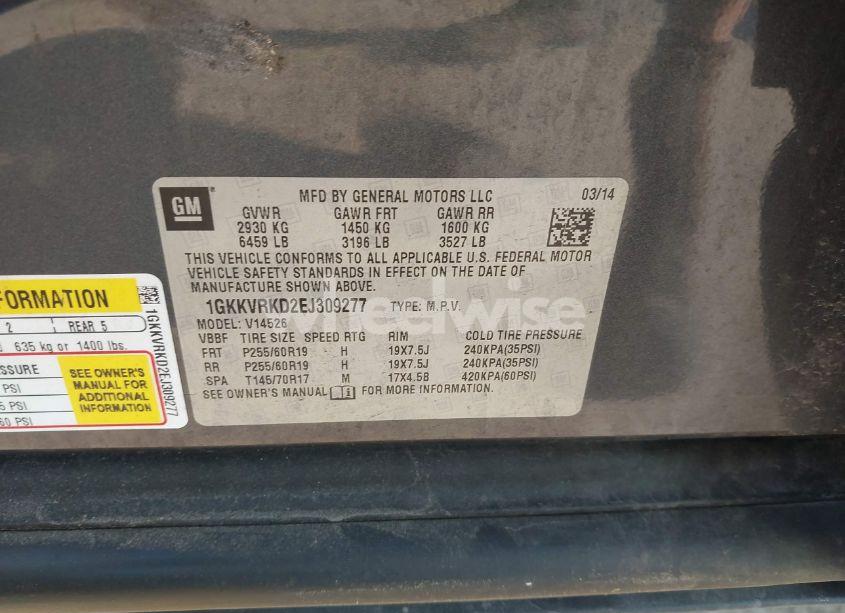 GM
MFD BY GENERAL MOTORS LLC 03/14
GVWR GAWR FRT GAWR RR
2930 KG 1450 KG 1600 KG
6459 LB 3196 LB 3527 LB
THIS VEHICLE CONFORMS TO ALL APPLICABLE U.S. FEDERAL MOTOR
VEHICLE SAFETY STANDARDS IN EFFECT ON THE DATE OF
MANUFACTURE SHOWN ABOVE.
1GKKVRKD2EJ309277 TYPE: M.P.V.
MODEL: V14526
VBBF TIRE SIZE SPEED RTG RIM COLD TIRE PRESSURE
FRT P255/60R19 H 19X7.5J 240KPA(35PSI)
RR P255/60R19 H 19X7.5J 240KPA(35PSI)
SPA T145/70R17 M 17X4.5B 420KPA(60PSI)
SEE OWNER'S MANUAL
wheelwise
FORMATION
2 REAR 5
635 kg or 1400 lbs.
SSURE
PSI
5 PSI
60 PSI
SEE OWNER'S
MANUAL FOR
ADDITIONAL
INFORMATION
1GKKVRKD2EJ309277